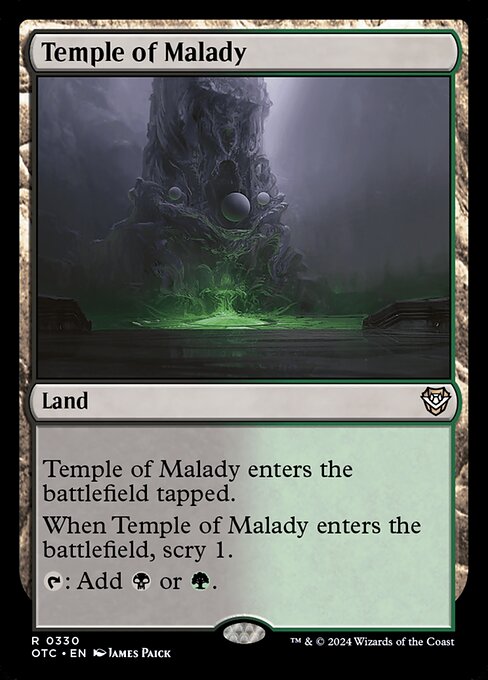 Temple of Malady
Land
Temple of Malady enters the
battlefield tapped.
When Temple of Malady enters the
battlefield, scry 1.
: Add or .
R 0330
™ & © 2024 Wizards of the Coast
OTC • EN James Paick